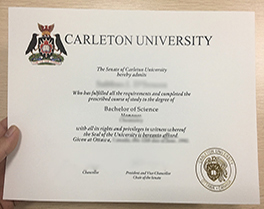 CARLETON UNIVERSITY
The Senate of Carleton University
hereby admits
Who has fulfilled all the requirements and completed the
prescribed course of study to the degree of
Bachelor of Science
with all its rights and privileges in witness whereof
the Seal of the University is hereunto affixed.
Given at Ottawa,
Chancellor
President and Vice-Chancellor
Chair of the Senate